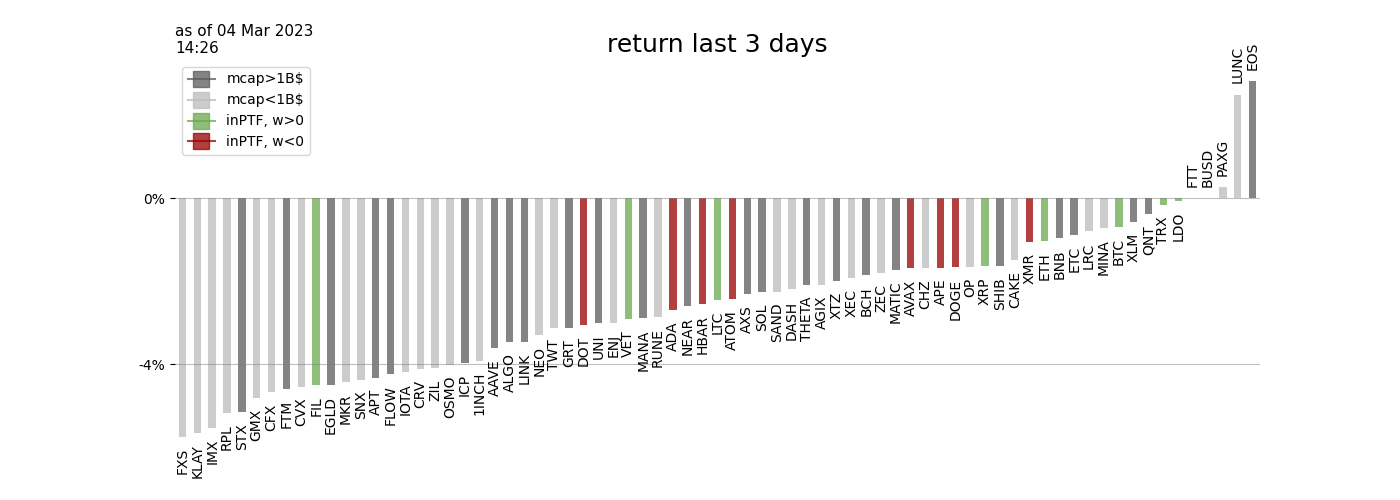 as of 04 Mar 2023
14:26
return last 3 days
mcap>1B$
mcap<1B$
inPTF, w>0
inPTF, w<0
0%
-4%
FXS
KLAY
IMX
RPL
STX
GMX
CFX
FTM
CVX
FIL
EGLD
MKR
SNX
APT
FLOW
IOTA
CRV
ZIL
OSMO
ICP
1INCH
AAVE
ALGO
LINK
NEO
TWT
GRT
DOT
UNI
ENJ
VET
MANA
RUNE
ADA
NEAR
HBAR
LTC
ATOM
AXS
SOL
SAND
DASH
THETA
AGIX
XTZ
XEC
BCH
ZEC
MATIC
AVAX
CHZ
APE
DOGE
OP
XRP
SHIB
CAKE
XMR
ETH
BNB
ETC
LRC
MINA
BTC
XLM
QNT
TRX
LDO
FTT
BUSD
PAXG
LUNC
EOS